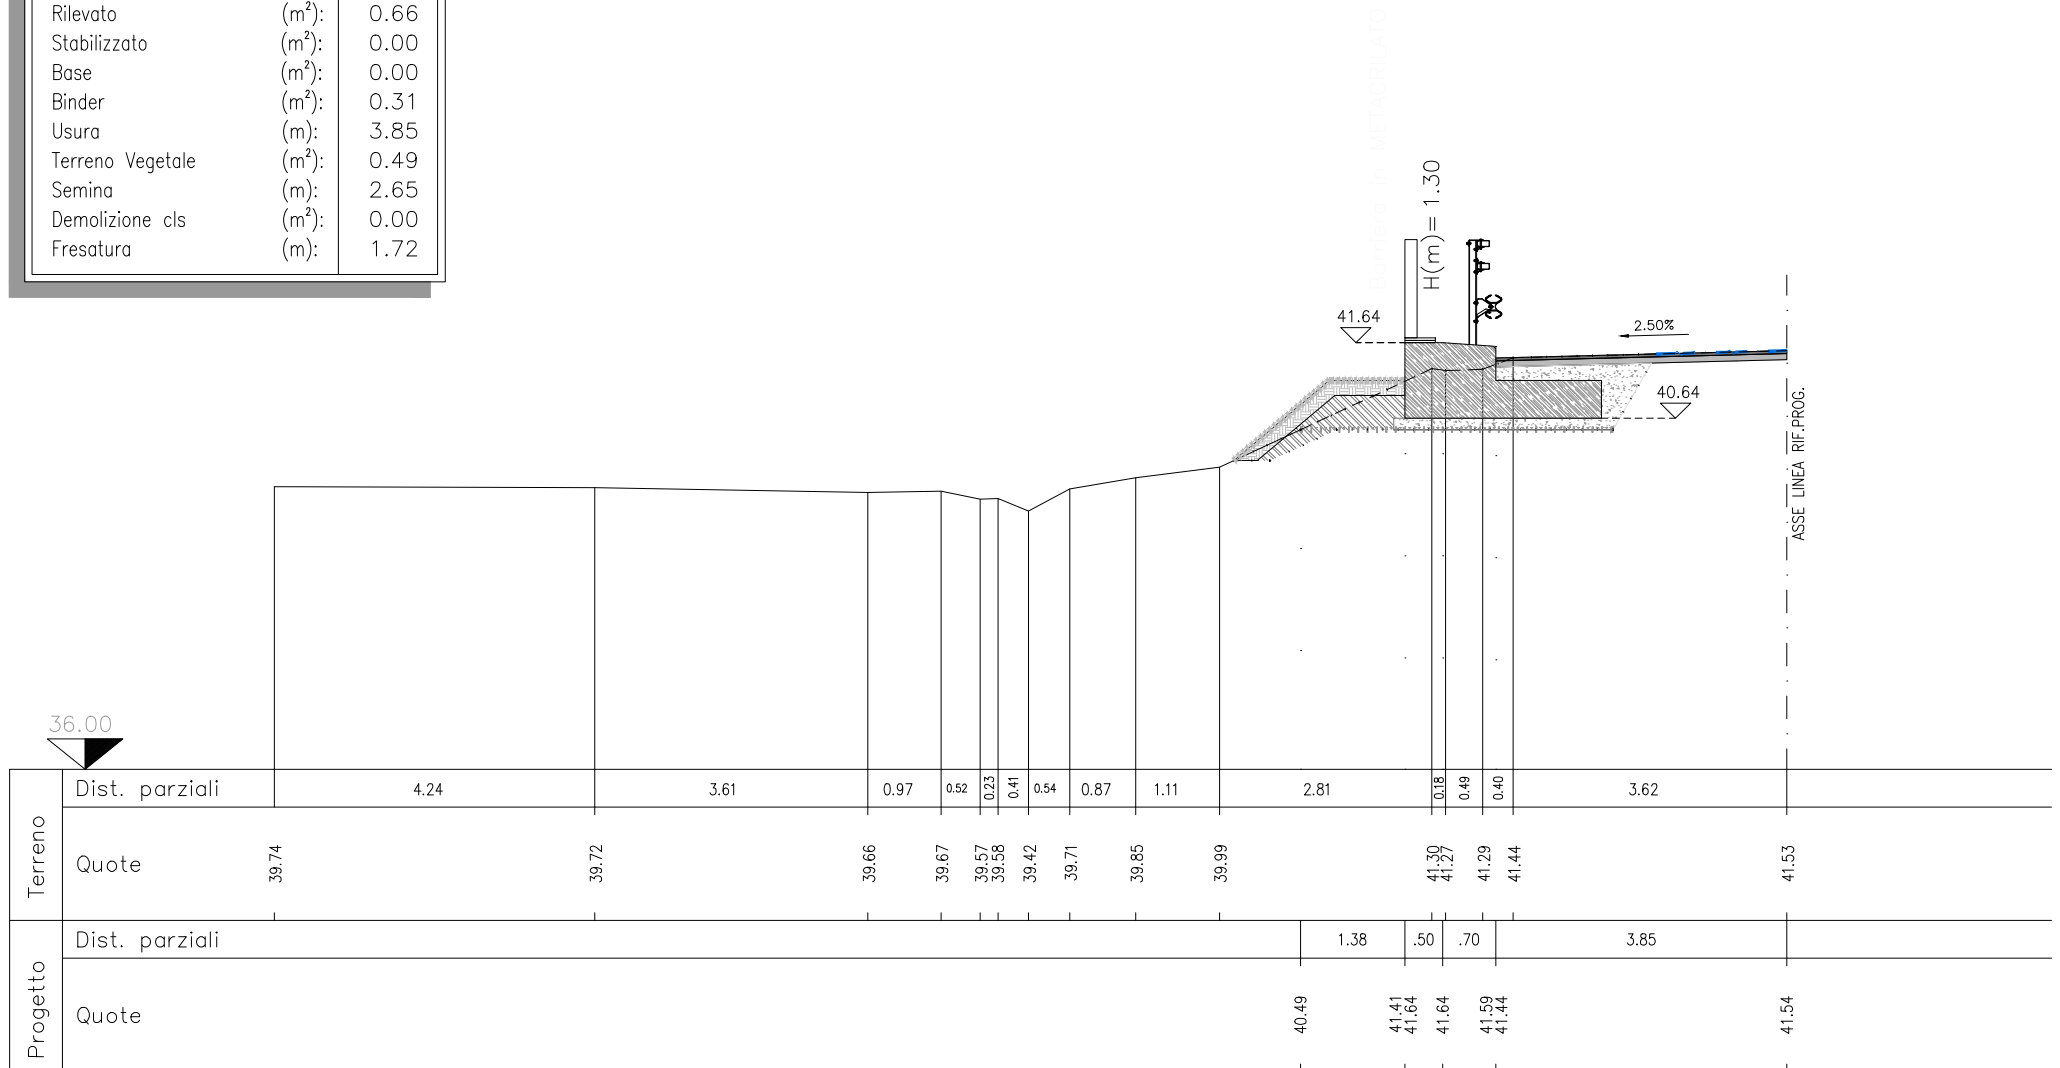 Rilevato (m²): 0.66
Stabilizzato (m²): 0.00
Base (m²): 0.00
Binder (m²): 0.31
Usura (m): 3.85
Terreno Vegetale (m²): 0.49
Semina (m): 2.65
Demolizione cls (m²): 0.00
Fresatura (m): 1.72
H(m)= 1.30
41.64
2.50%
40.64
ASSE LINEA RIF.PROG.
36.00
Terreno
Dist. parziali 4.24 3.61 0.97 0.52 0.23 0.41 0.54 0.87 1.11 2.81 0.18 0.49 0.40 3.62
Quote 39.74 39.72 39.66 39.67 39.57 39.58 39.42 39.71 39.85 39.99 41.30 41.27 41.29 41.44 41.53
Progetto
Dist. parziali 1.38 .50 .70 3.85
Quote 40.49 41.41 41.64 41.64 41.59 41.44 41.54